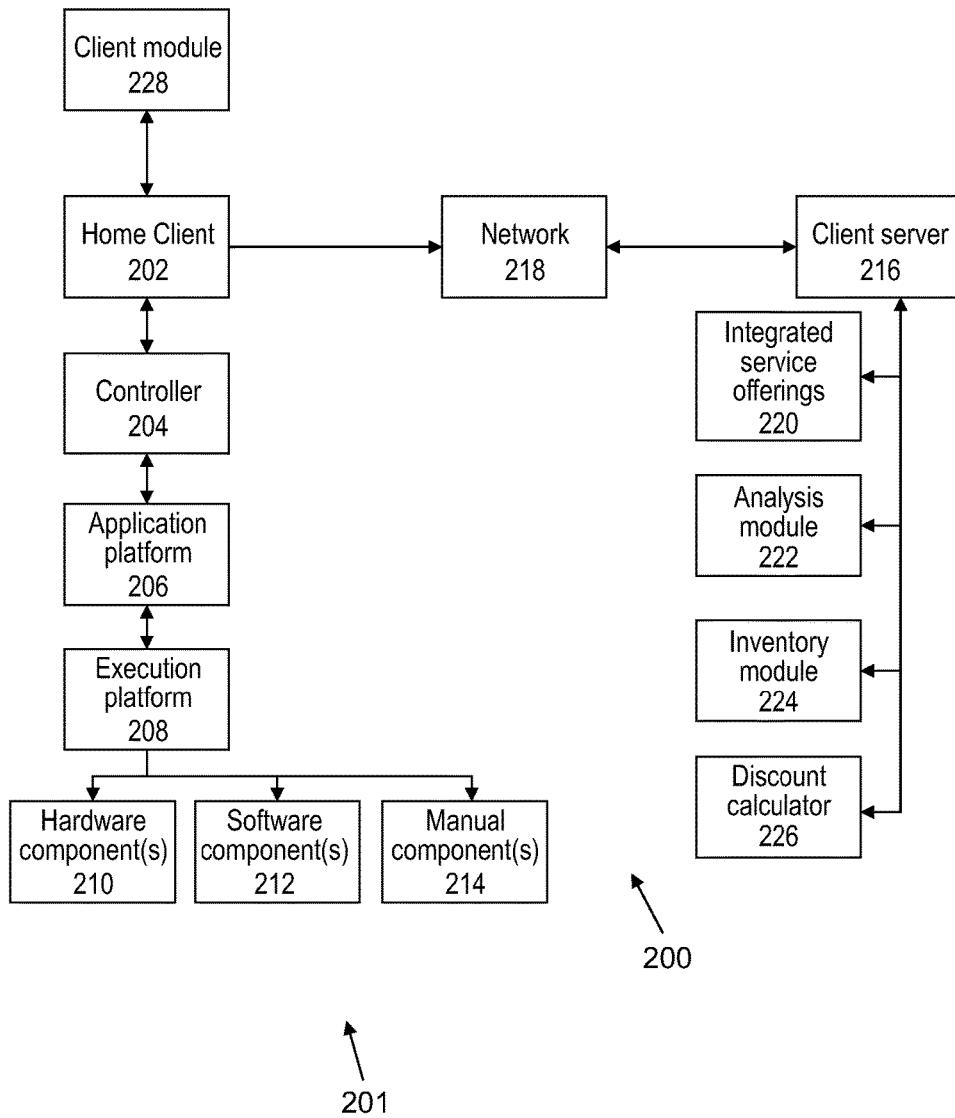 Client module
228
Home Client
202
Network
218
Client server
216
Controller
204
Integrated
service
offerings
220
Application
platform
206
Analysis
module
222
Execution
platform
208
Inventory
module
224
Hardware
component(s)
210
Software
component(s)
212
Manual
component(s)
214
Discount
calculator
226
200
201